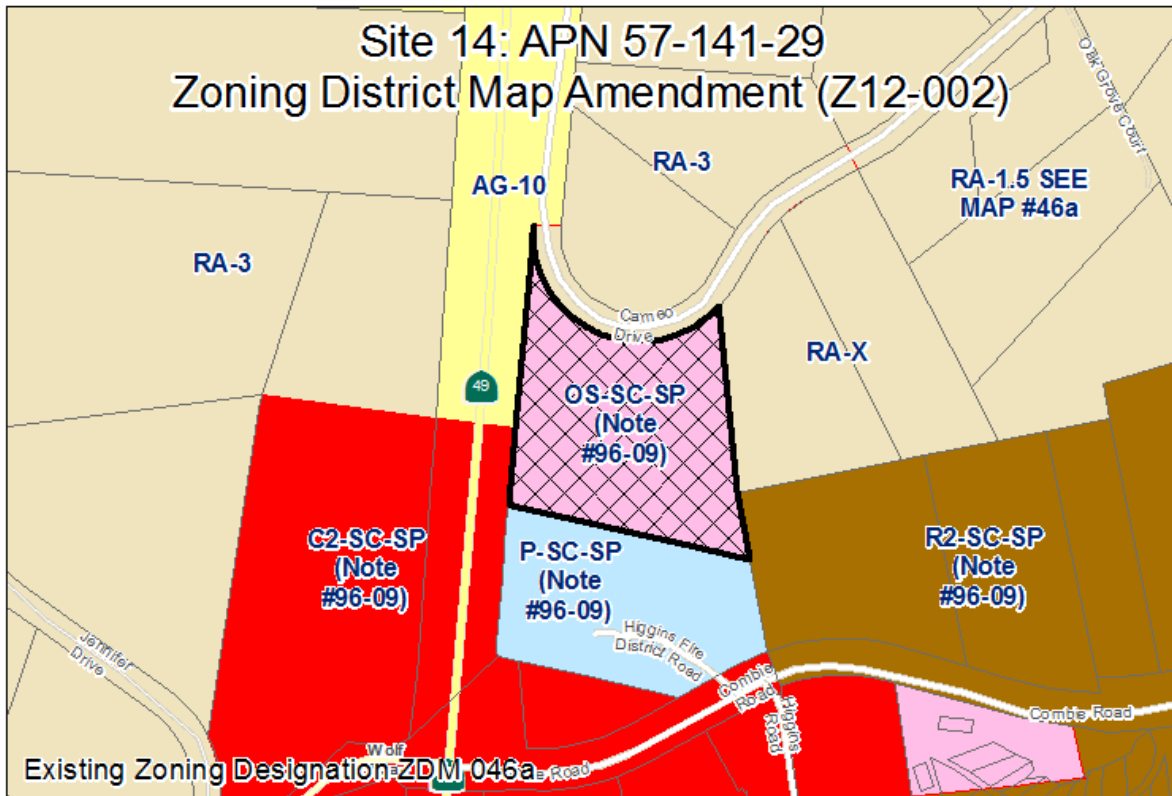 Site 14: APN 57-141-29
Zoning District Map Amendment (Z12-002)
Oak Grove Court
RA-3
RA-1.5 SEE
MAP #46a
AG-10
RA-3
Cameo
Drive
RA-X
49
OS-SC-SP
(Note
#96-09)
C2-SC-SP
(Note
#96-09)
P-SC-SP
(Note
#96-09)
R2-SC-SP
(Note
#96-09)
Jennifer
Drive
Higgins Fire
District Road
Combie
Road
Higgins
Road
Combie Road
Wolf
Existing Zoning Designation ZDM 046a
Road